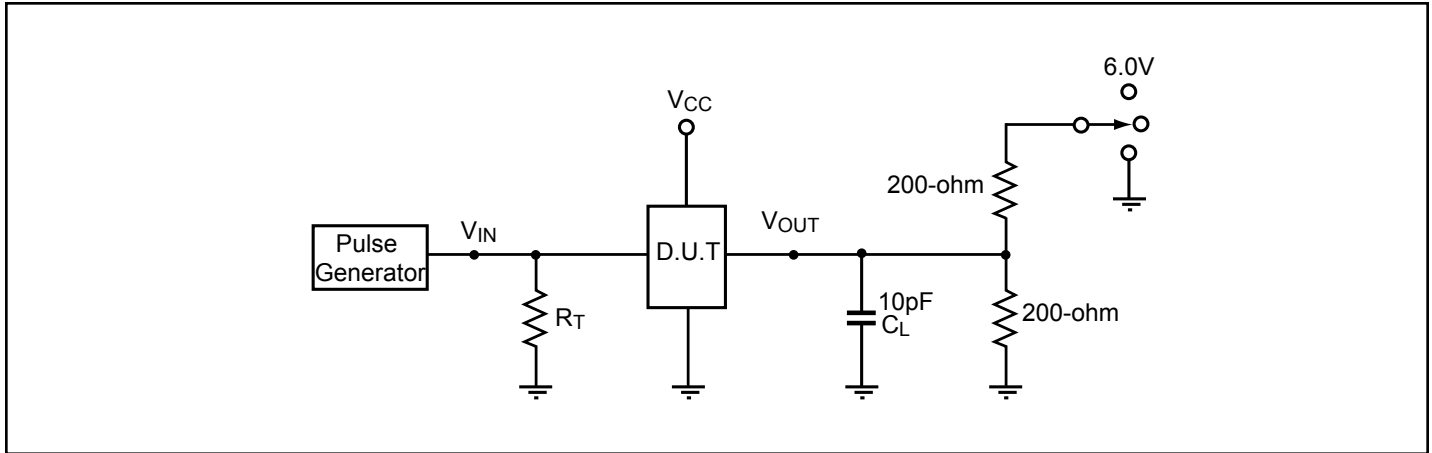 6.0V
VCC
200-ohm
VIN
VOUT
Pulse
Generator
D.U.T
RT
10pF
CL
200-ohm